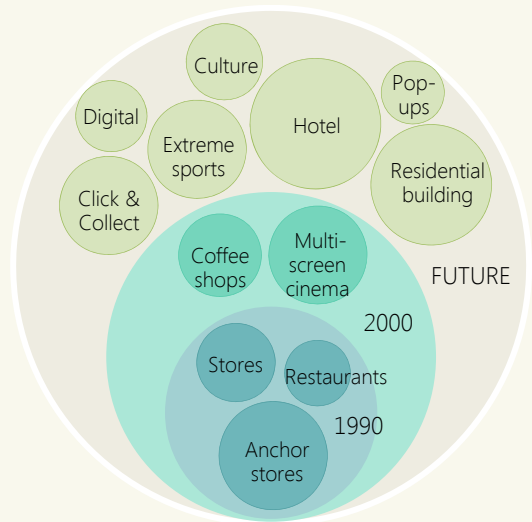 Culture
Pop-
ups
Digital
Hotel
Extreme
sports
Residential
building
Click &
Collect
Coffee
shops
Multi-
screen
cinema
FUTURE
2000
Stores
Restaurants
1990
Anchor
stores